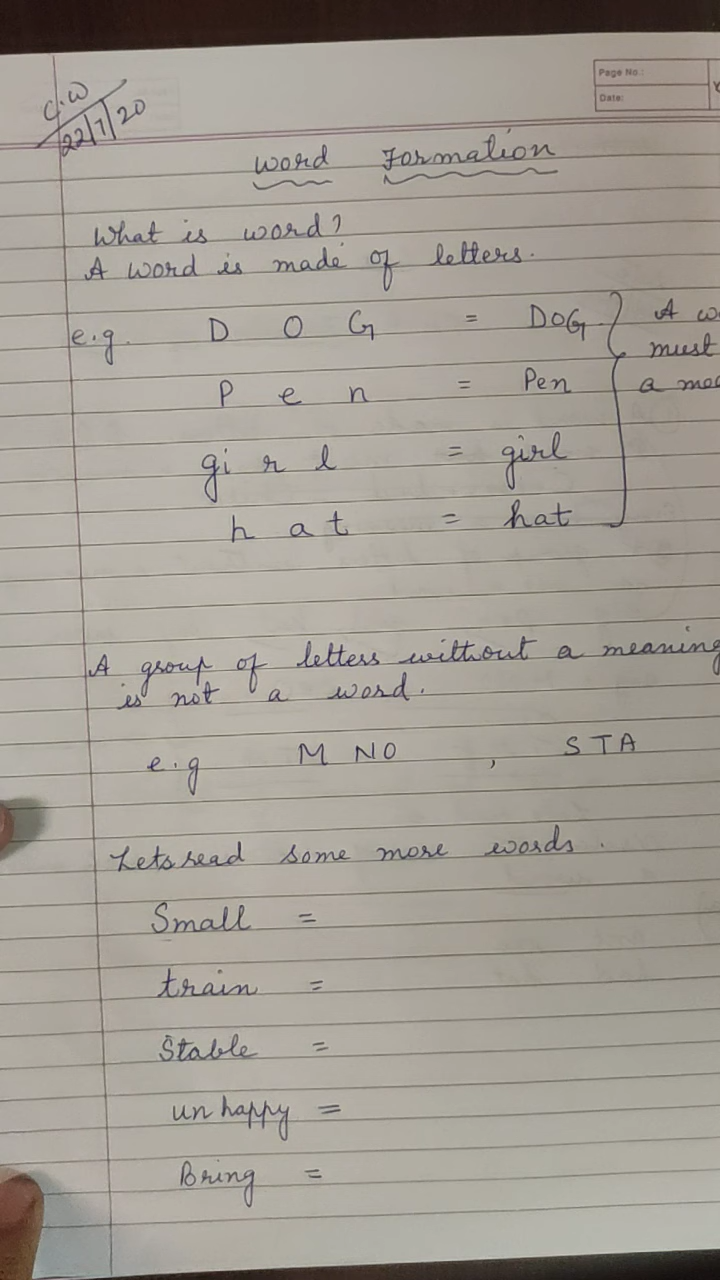 C.W
22/7/20
Page No.:
Date:
Word Formation
What is word?
A word is made of letters.
e.g. D O G = DOG } A
must
P e n = Pen a
gi r l = girl
h a t = hat
A group of letters without a meaning
is not a word.
e.g M NO , STA
Lets read some more words.
Small =
train =
Stable =
unhappy =
Bring =